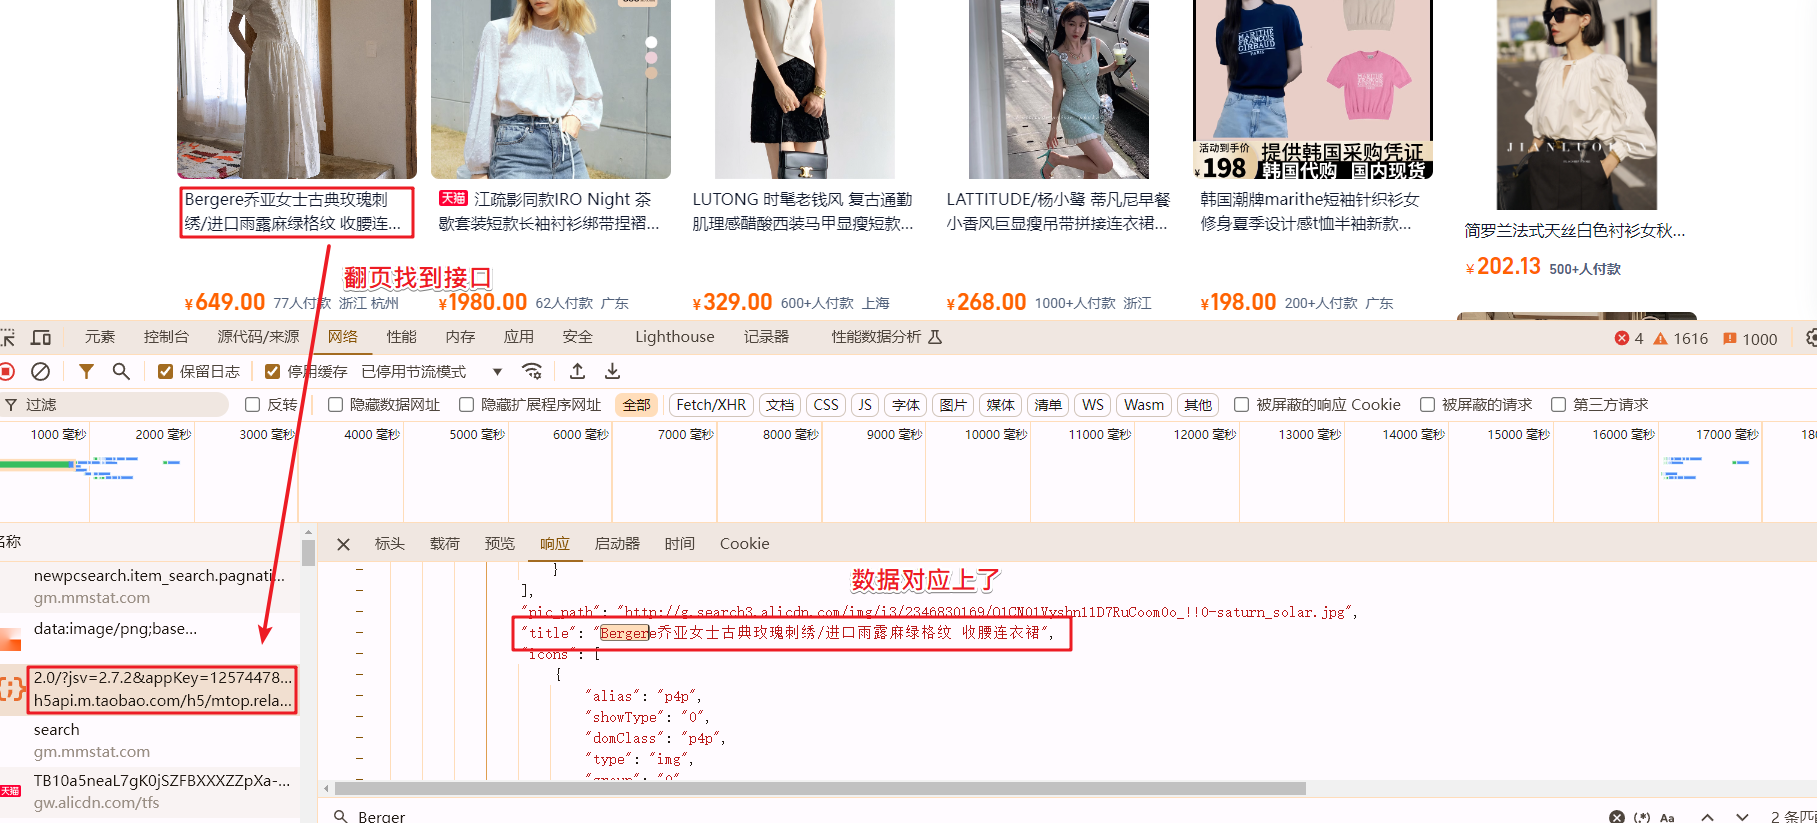 MARITHE
FRANCOIS
GIRBAUD
PARIS
JIANLUOLAN
活动到手价
¥198
提供韩国采购凭证
韩国代购 国内现货
Bergere乔亚女士古典玫瑰刺
绣/进口雨露麻绿格纹 收腰连...
天猫 江疏影同款IRO Night 茶
歇套装短款长袖衬衫绑带捏褶...
LUTONG 时髦老钱风 复古通勤
肌理感醋酸西装马甲显瘦短款...
LATTITUDE/杨小鹭 蒂凡尼早餐
小香风巨显瘦吊带拼接连衣裙...
韩国潮牌marithe短袖针织衫女
修身夏季设计感t恤半袖新款...
简罗兰法式天丝白色衬衫女秋...
¥202.13 500+人付款
翻页找到接口
¥649.00 77人付款 浙江 杭州
¥1980.00 62人付款 广东
¥329.00 600+人付款 上海
¥268.00 1000+人付款 浙江
¥198.00 200+人付款 广东
元素 控制台 源代码/来源 网络 性能 内存 应用 安全 Lighthouse 记录器 性能数据分析 4 1616 1000
保留日志 停用缓存 已停用节流模式
过滤 反转 隐藏数据网址 隐藏扩展程序网址 全部 Fetch/XHR 文档 CSS JS 字体 图片 媒体 清单 WS Wasm 其他 被屏蔽的响应 Cookie 被屏蔽的请求 第三方请求
1000 毫秒 2000 毫秒 3000 毫秒 4000 毫秒 5000 毫秒 6000 毫秒 7000 毫秒 8000 毫秒 9000 毫秒 10000 毫秒 11000 毫秒 12000 毫秒 13000 毫秒 14000 毫秒 15000 毫秒 16000 毫秒 17000 毫秒
名称
标头 载荷 预览 响应 启动器 时间 Cookie
newpcsearch.item_search.pagnati...
gm.mmstat.com
data:image/png;base...
2.0/?jsv=2.7.2&appKey=12574478...
h5api.m.taobao.com/h5/mtop.rela...
search
gm.mmstat.com
天猫
TB10a5neaL7gK0jSZFBXXXZZpXa-...
gw.alicdn.com/tfs
数据对应上了
}
],
"pic_path": "http://g.search3.alicdn.com/img/i3/2346830169/O1CN01Vyshn11D7RuCoom0o_!!0-saturn_solar.jpg",
"title": "Bergere乔亚女士古典玫瑰刺绣/进口雨露麻绿格纹 收腰连衣裙",
"icons": [
{
"alias": "p4p",
"showType": "0",
"domClass": "p4p",
"type": "img",
"group": "0"
Berger
(.*) Aa 2 条匹